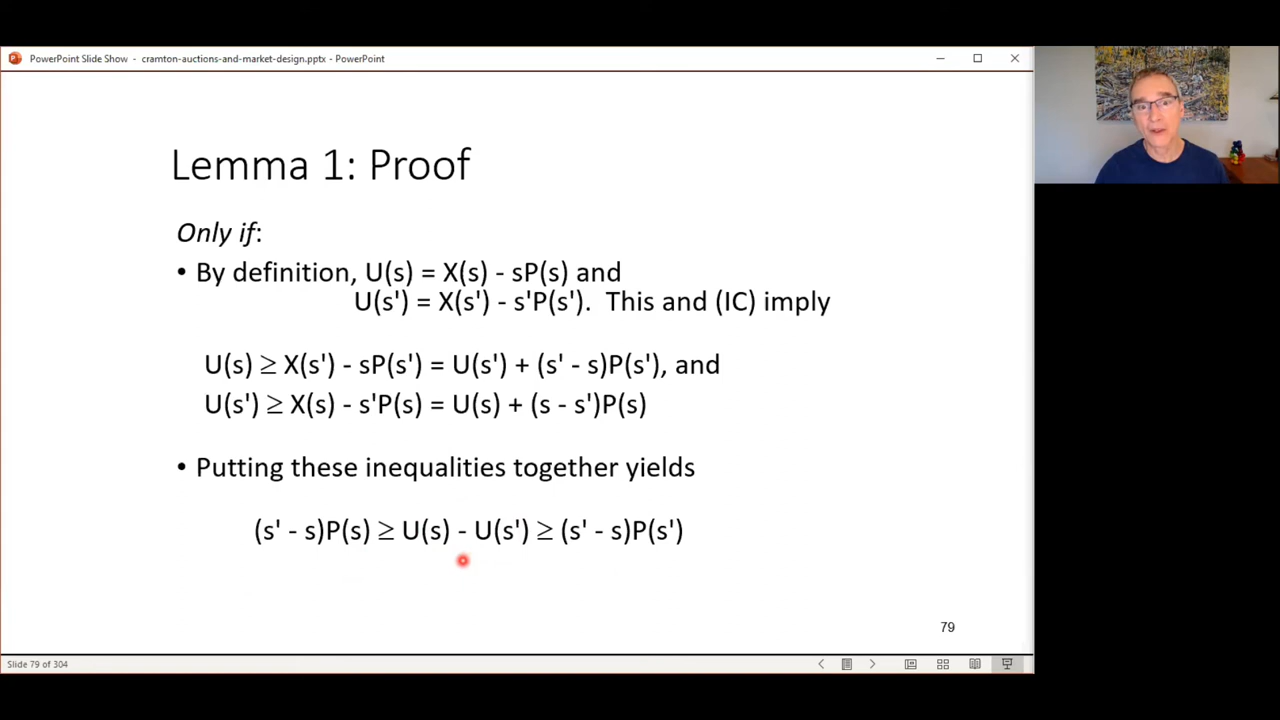 PowerPoint Slide Show - cramton-auctions-and-market-design.pptx - PowerPoint
Lemma 1: Proof
Only if:
• By definition, U(s) = X(s) - sP(s) and
U(s') = X(s') - s'P(s'). This and (IC) imply
U(s) ≥ X(s') - sP(s') = U(s') + (s' - s)P(s'), and
U(s') ≥ X(s) - s'P(s) = U(s) + (s - s')P(s)
• Putting these inequalities together yields
(s' - s)P(s) ≥ U(s) - U(s') ≥ (s' - s)P(s')
79
Slide 79 of 304